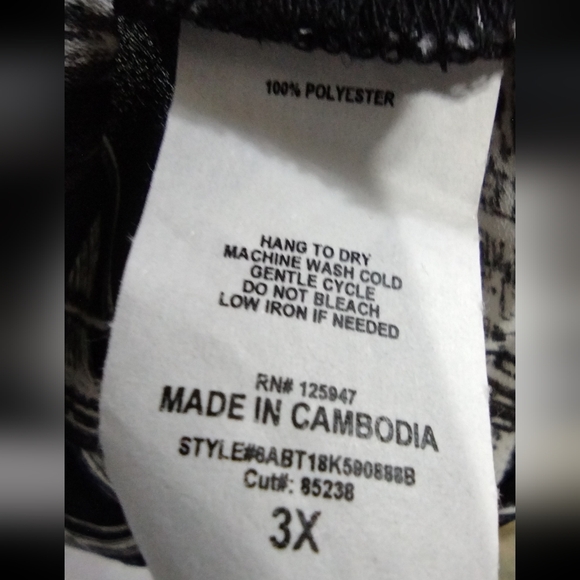 100% POLYESTER
HANG TO DRY
MACHINE WASH COLD
GENTLE CYCLE
DO NOT BLEACH
LOW IRON IF NEEDED
RN# 125947
MADE IN CAMBODIA
STYLE#8ABT18K590888B
Cut#: 85238
3X